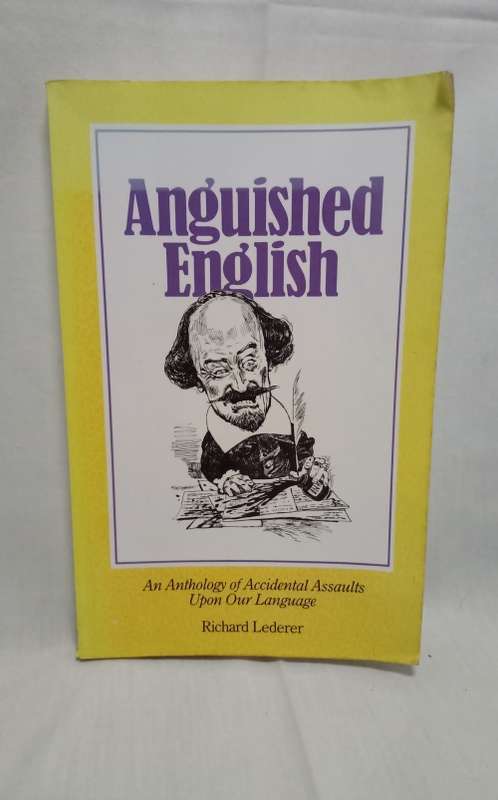 Anguished
English
An Anthology of Accidental Assaults
Upon Our Language
Richard Lederer